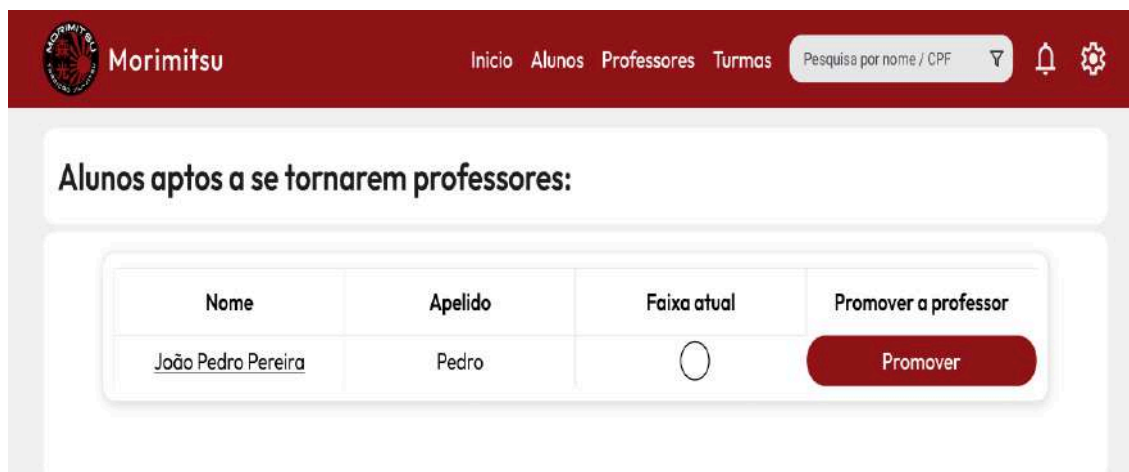 MORIMITSU
Morimitsu
Inicio Alunos Professores Turmas
Pesquisa por nome / CPF
Alunos aptos a se tornarem professores:
Nome Apelido Faixa atual Promover a professor
João Pedro Pereira Pedro Promover